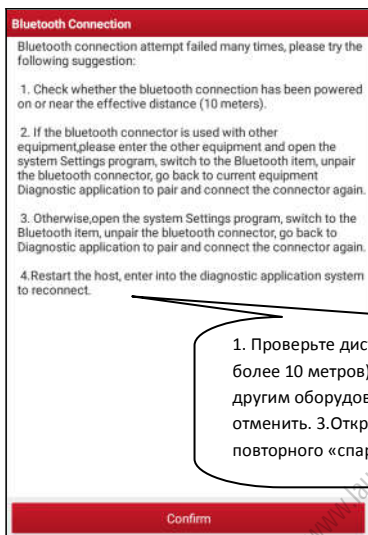 Bluetooth Connection
Bluetooth connection attempt failed many times, please try the
following suggestion:
1. Check whether the bluetooth connection has been powered
on or near the effective distance (10 meters).
2. If the bluetooth connector is used with other
equipment,please enter the other equipment and open the
system Settings program, switch to the Bluetooth item, unpair
the bluetooth connector, go back to current equipment
Diagnostic application to pair and connect the connector again.
3. Otherwise,open the system Settings program, switch to the
Bluetooth item, unpair the bluetooth connector, go back to
Diagnostic application to pair and connect the connector again.
4.Restart the host, enter into the diagnostic application system
to reconnect.
1. Проверьте дис
более 10 метров)
другим оборудов
отменить. 3.Откр
повторного «спар
Confirm